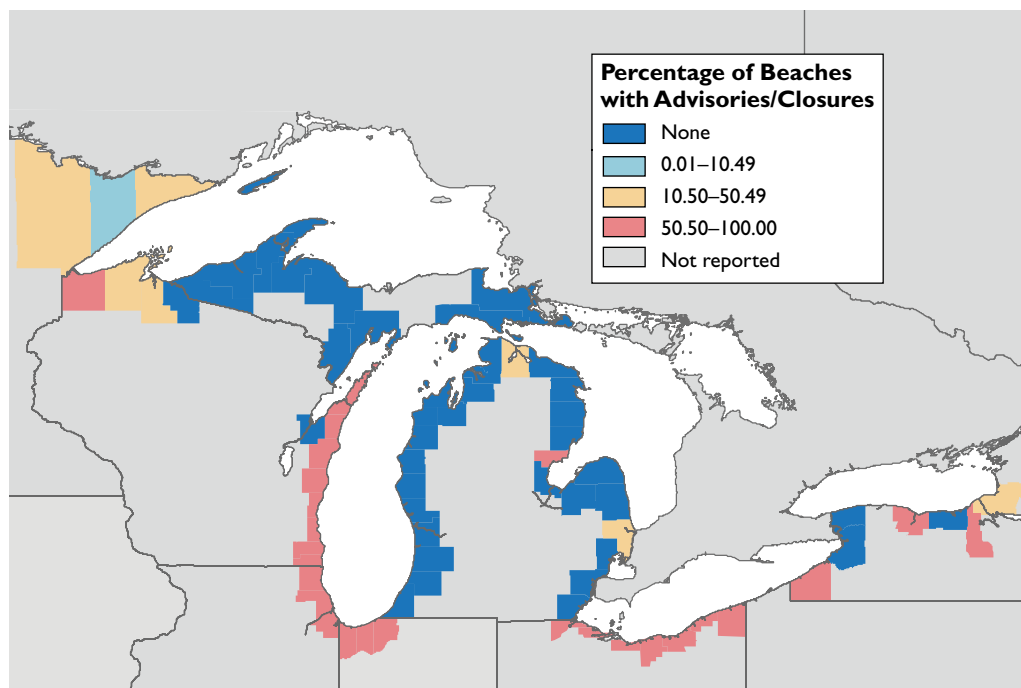 Percentage of Beaches
with Advisories/Closures
None
0.01–10.49
10.50–50.49
50.50–100.00
Not reported